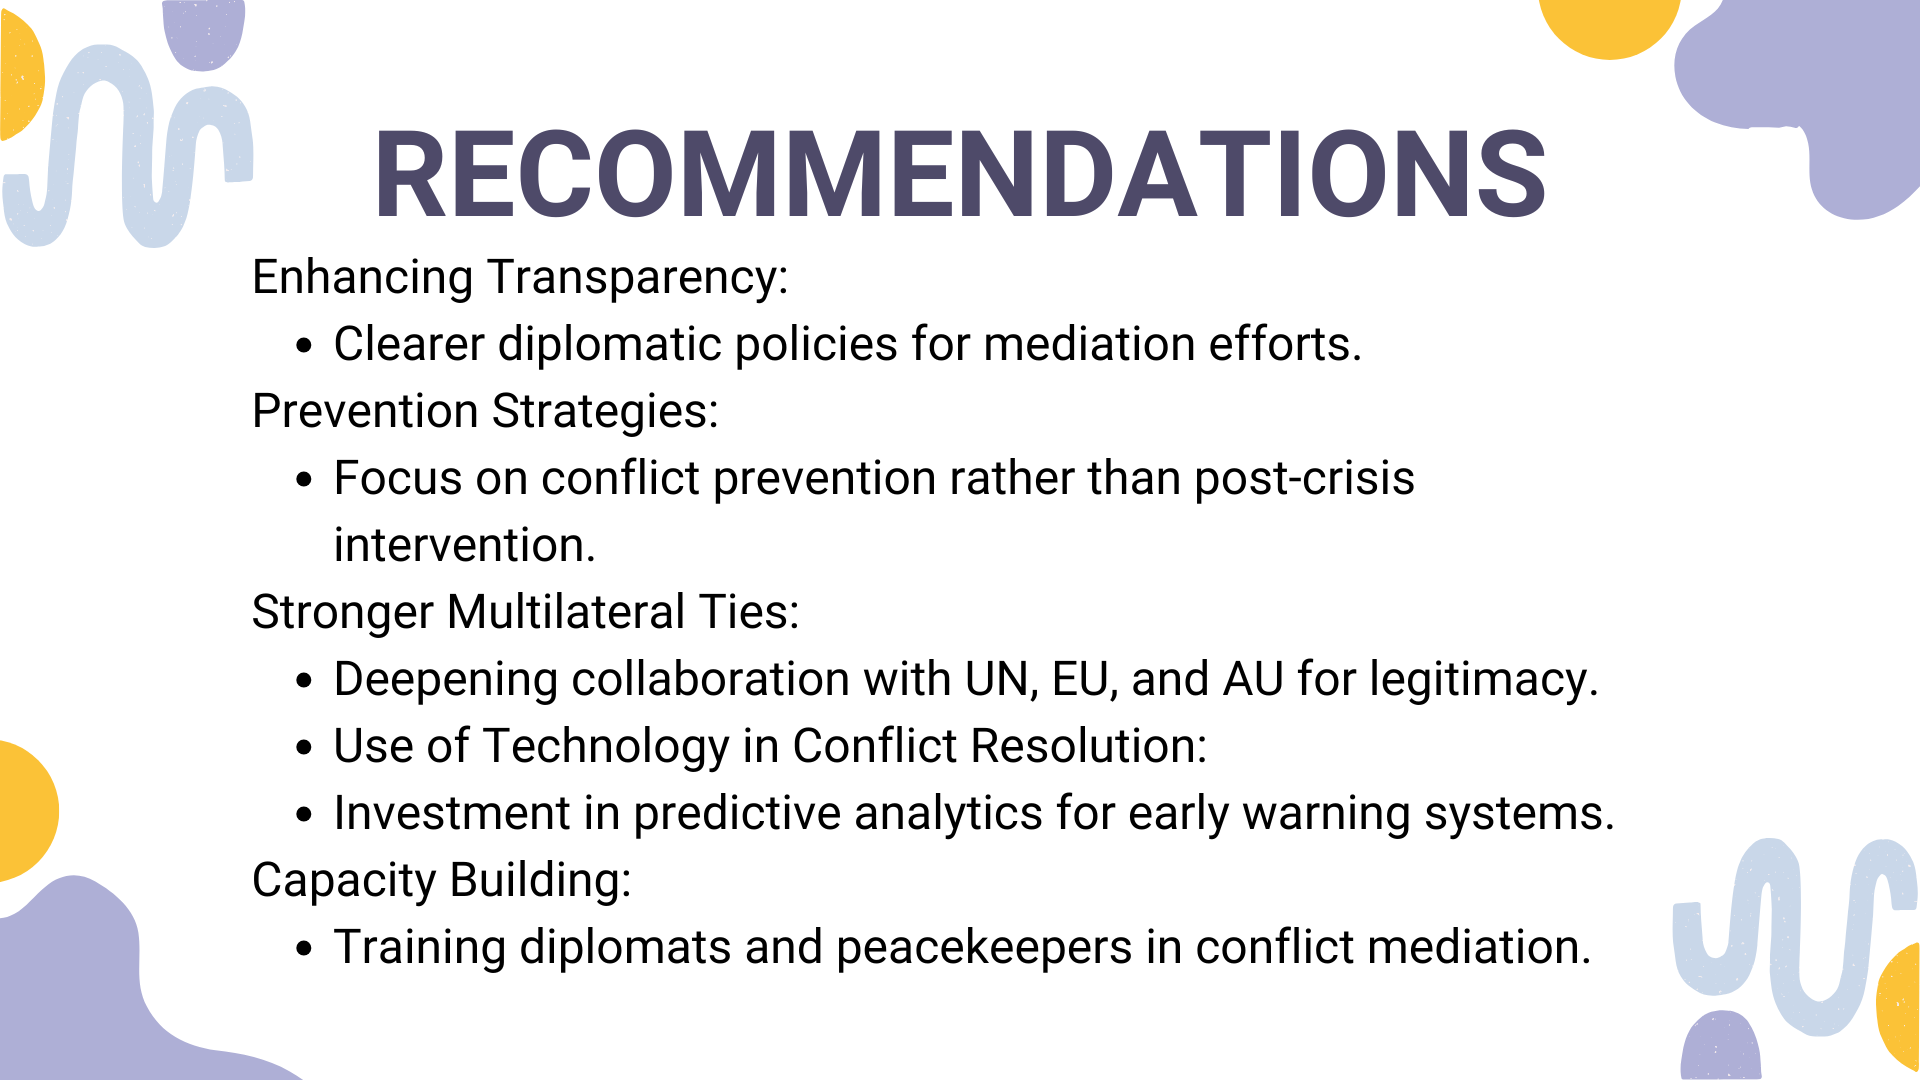 RECOMMENDATIONS
Enhancing Transparency:
• Clearer diplomatic policies for mediation efforts.
Prevention Strategies:
• Focus on conflict prevention rather than post-crisis
intervention.
Stronger Multilateral Ties:
• Deepening collaboration with UN, EU, and AU for legitimacy.
• Use of Technology in Conflict Resolution:
• Investment in predictive analytics for early warning systems.
Capacity Building:
• Training diplomats and peacekeepers in conflict mediation.